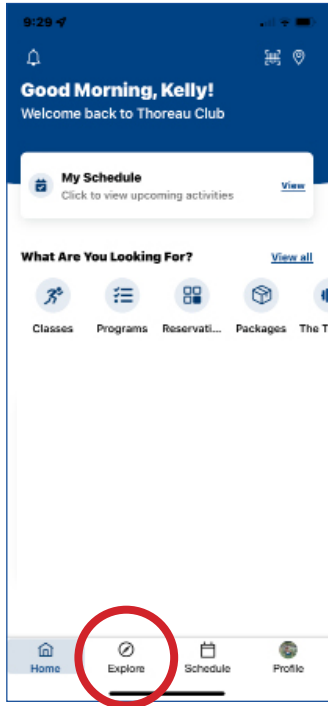 9:29
Good Morning, Kelly!
Welcome back to Thoreau Club
My Schedule
Click to view upcoming activities
View
What Are You Looking For?
View all
Classes
Programs
Reservati...
Packages
The T
Home
Explore
Schedule
Profile